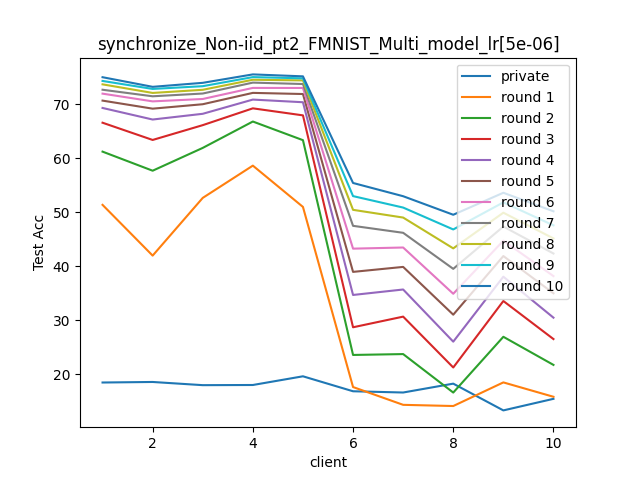 synchronize_Non-iid_pt2_FMNIST_Multi_model_lr[5e-06]
private
round 1
round 2
round 3
round 4
round 5
round 6
round 7
round 8
round 9
round 10
Test Acc
70
60
50
40
30
20
2 4 6 8 10
client